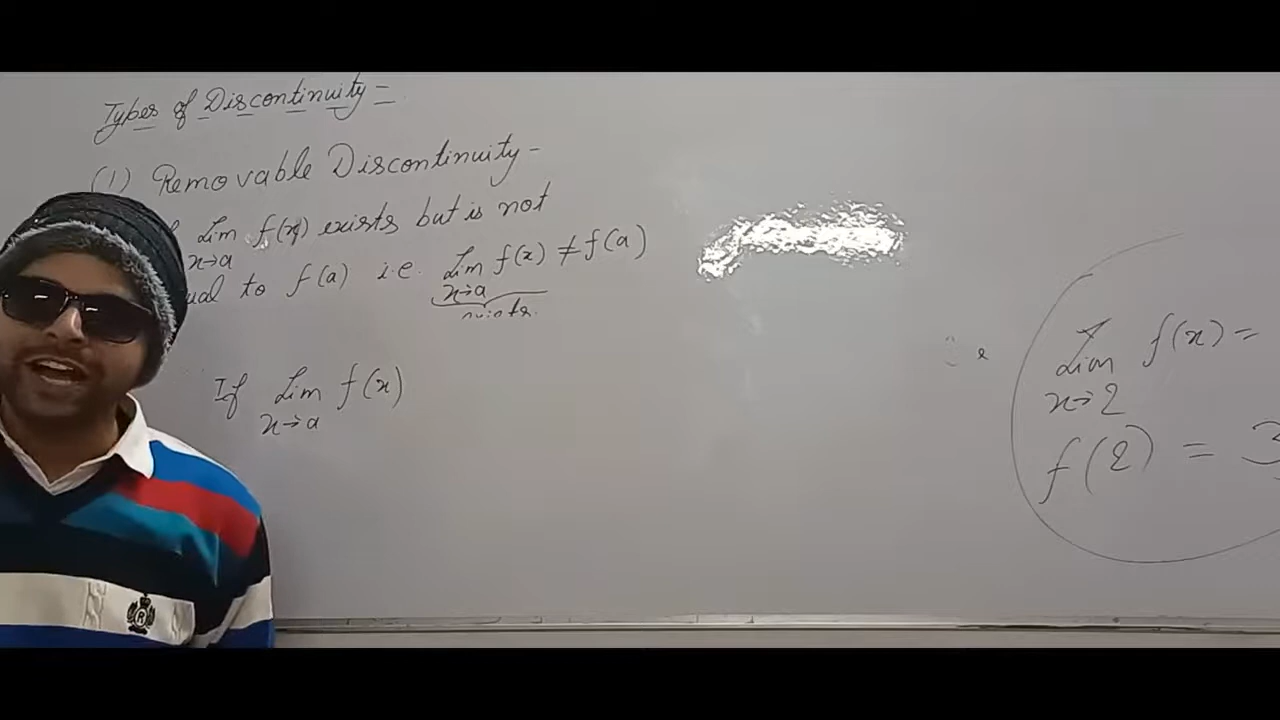 Types of Discontinuity =
(1) Removable Discontinuity -
Lim f(x) exists but is not
x→a
ual to f(a) i.e. Lim f(x) ≠ f(a)
x→a
If Lim f(x)
x→a
Lim f(x) =
x→2
f(2) = 3
R